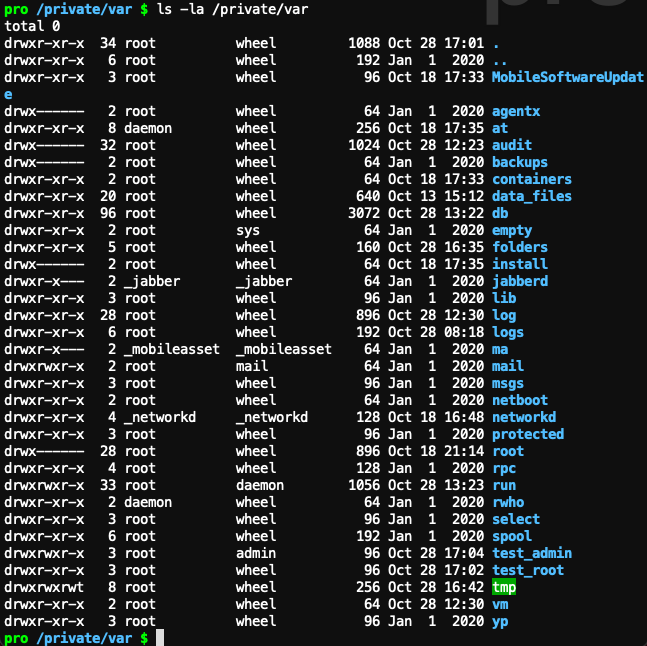 pro /private/var $ ls -la /private/var
total 0
drwxr-xr-x  34 root          wheel         1088 Oct 28 17:01 .
drwxr-xr-x   6 root          wheel          192 Jan  1  2020 ..
drwxr-xr-x   3 root          wheel           96 Oct 18 17:33 MobileSoftwareUpdat
e
drwx------   2 root          wheel           64 Jan  1  2020 agentx
drwxr-xr-x   8 daemon        wheel          256 Oct 18 17:35 at
drwx------  32 root          wheel         1024 Oct 28 12:23 audit
drwx------   2 root          wheel           64 Jan  1  2020 backups
drwxr-xr-x   2 root          wheel           64 Oct 18 17:33 containers
drwxr-xr-x  20 root          wheel          640 Oct 13 15:12 data_files
drwxr-xr-x  96 root          wheel         3072 Oct 28 13:22 db
drwxr-xr-x   2 root          sys             64 Jan  1  2020 empty
drwxr-xr-x   5 root          wheel          160 Oct 28 16:35 folders
drwx------   2 root          wheel           64 Oct 18 17:35 install
drwxr-x---   2 _jabber       _jabber         64 Jan  1  2020 jabberd
drwxr-xr-x   3 root          wheel           96 Jan  1  2020 lib
drwxr-xr-x  28 root          wheel          896 Oct 28 12:30 log
drwxr-xr-x   6 root          wheel          192 Oct 28 08:18 logs
drwxr-x---   2 _mobileasset  _mobileasset    64 Jan  1  2020 ma
drwxrwxr-x   2 root          mail            64 Jan  1  2020 mail
drwxr-xr-x   3 root          wheel           96 Jan  1  2020 msgs
drwxr-xr-x   2 root          wheel           64 Jan  1  2020 netboot
drwxr-xr-x   4 _networkd     _networkd      128 Oct 18 16:48 networkd
drwxr-xr-x   3 root          wheel           96 Jan  1  2020 protected
drwx------  28 root          wheel          896 Oct 18 21:14 root
drwxr-xr-x   4 root          wheel          128 Jan  1  2020 rpc
drwxrwxr-x  33 root          daemon        1056 Oct 28 13:23 run
drwxr-xr-x   2 daemon        wheel           64 Jan  1  2020 rwho
drwxr-xr-x   3 root          wheel           96 Jan  1  2020 select
drwxr-xr-x   6 root          wheel          192 Jan  1  2020 spool
drwxrwxr-x   3 root          admin           96 Oct 28 17:04 test_admin
drwxr-xr-x   3 root          wheel           96 Oct 28 17:02 test_root
drwxrwxrwt   8 root          wheel          256 Oct 28 16:42 tmp
drwxr-xr-x   2 root          wheel           64 Oct 28 12:30 vm
drwxr-xr-x   3 root          wheel           96 Jan  1  2020 yp
pro /private/var $